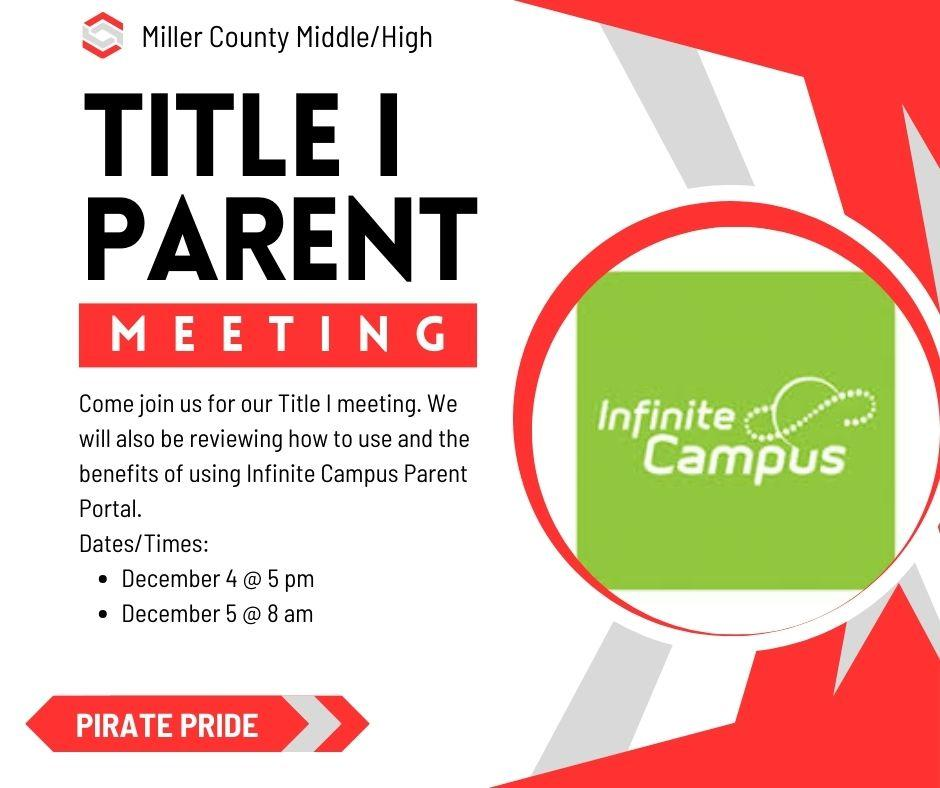 Miller County Middle/High
TITLE I
PARENT
MEETING
Come join us for our Title I meeting. We
will also be reviewing how to use and the
benefits of using Infinite Campus Parent
Portal.
Dates/Times:
• December 4 @ 5 pm
• December 5 @ 8 am
Infinite
Campus
PIRATE PRIDE